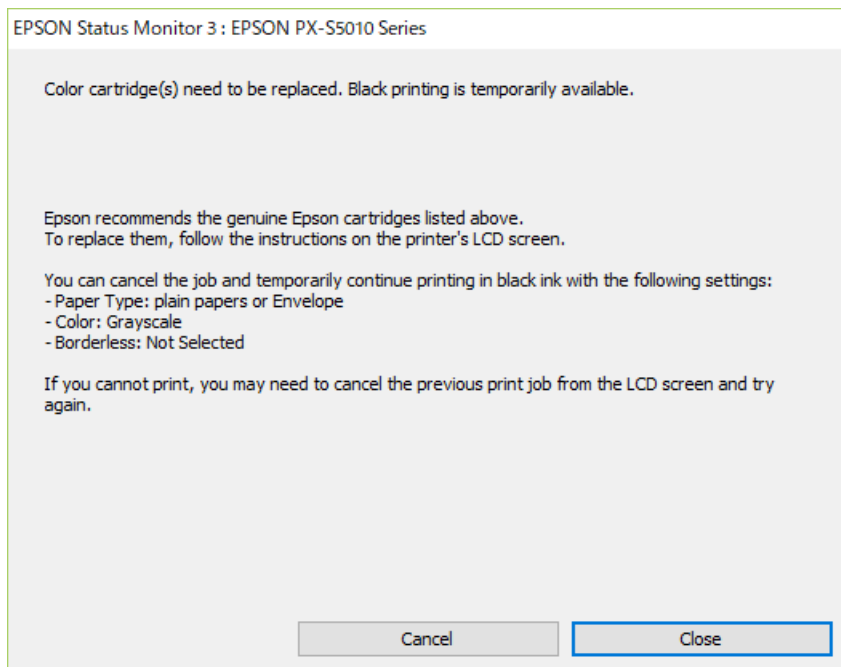 EPSON Status Monitor 3 : EPSON PX-S5010 Series
Color cartridge(s) need to be replaced. Black printing is temporarily available.
Epson recommends the genuine Epson cartridges listed above.
To replace them, follow the instructions on the printer's LCD screen.
You can cancel the job and temporarily continue printing in black ink with the following settings:
- Paper Type: plain papers or Envelope
- Color: Grayscale
- Borderless: Not Selected
If you cannot print, you may need to cancel the previous print job from the LCD screen and try
again.
Cancel Close